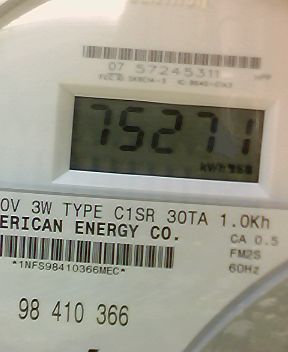 07 57245311
75271
kWh
0V 3W TYPE C1SR 30TA 1.0Kh
ERICAN ENERGY CO.
CA 0.5
FM2S
60Hz
*1NFS98410366MEC*
98 410 366